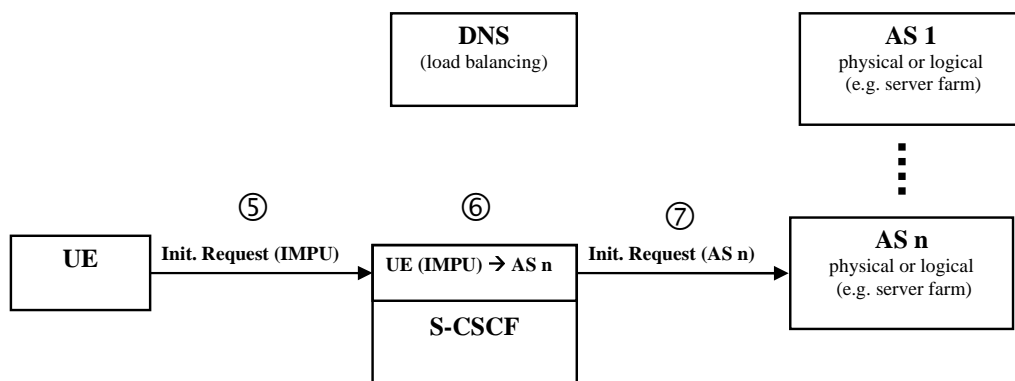 DNS
(load balancing)
AS 1
physical or logical
(e.g. server farm)
⑤
⑥
⑦
UE
Init. Request (IMPU)
UE (IMPU) → AS n
Init. Request (AS n)
AS n
physical or logical
(e.g. server farm)
S-CSCF